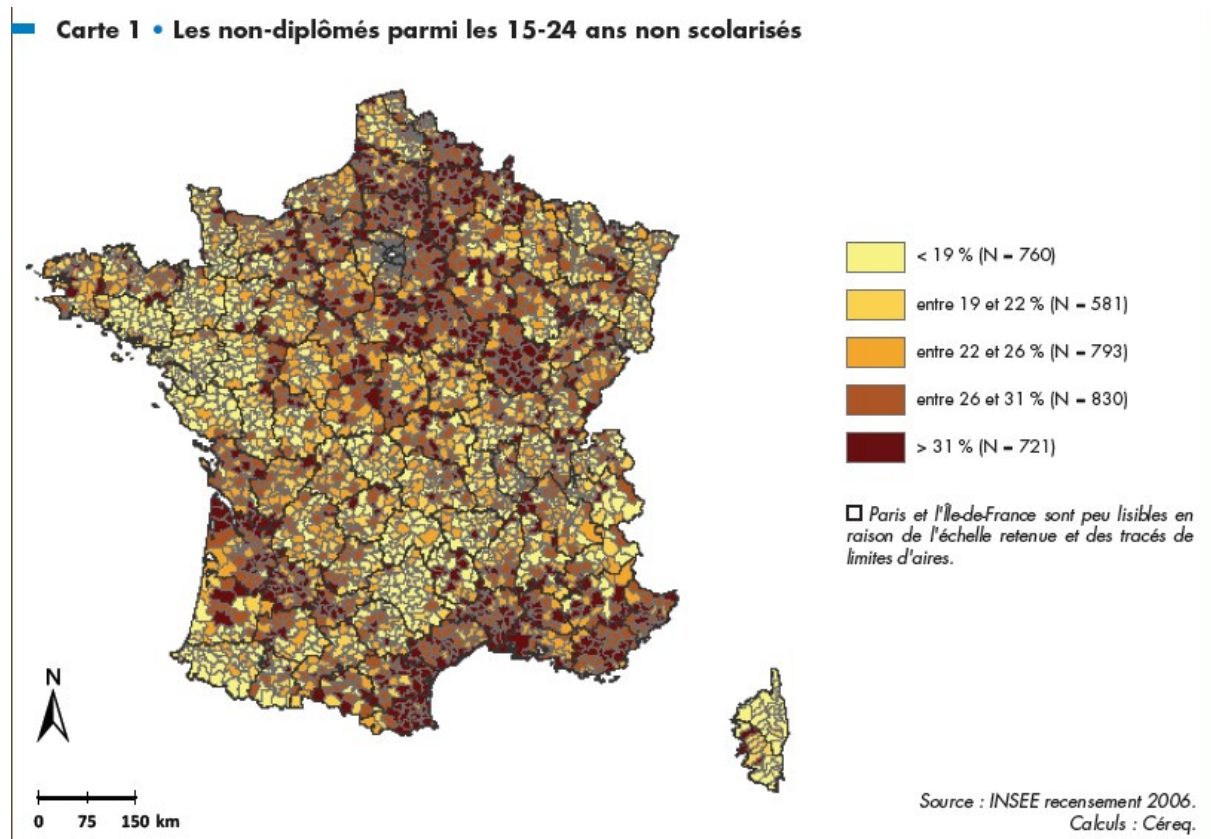 Carte 1 • Les non-diplômés parmi les 15-24 ans non scolarisés
< 19 % (N = 760)
entre 19 et 22 % (N = 581)
entre 22 et 26 % (N = 793)
entre 26 et 31 % (N = 830)
> 31 % (N = 721)
Paris et l'Île-de-France sont peu lisibles en
raison de l'échelle retenue et des tracés de
limites d'aires.
N
0 75 150 km
Source : INSEE recensement 2006.
Calculs : Céreq.